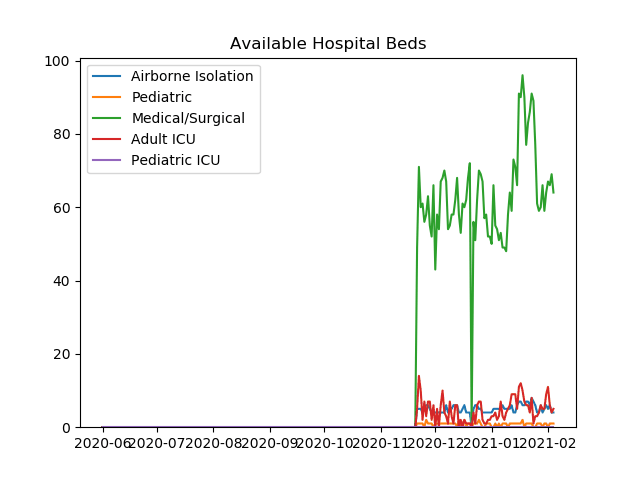 Available Hospital Beds
100
80
60
40
20
0
Airborne Isolation
Pediatric
Medical/Surgical
Adult ICU
Pediatric ICU
2020-06 2020-07 2020-08 2020-09 2020-10 2020-11 2020-12 2021-01 2021-02